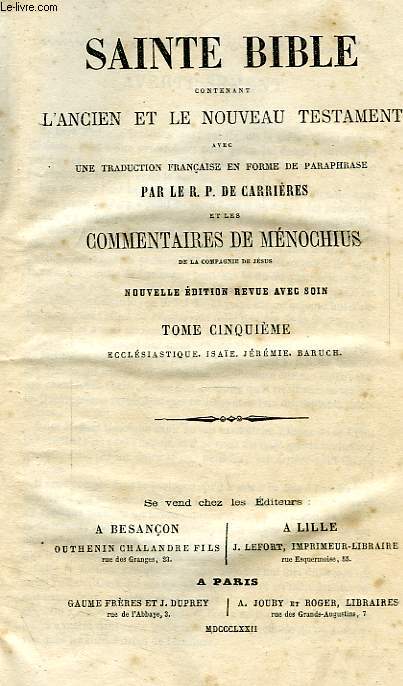 Le-livre.com
SAINTE BIBLE
CONTENANT
L'ANCIEN ET LE NOUVEAU TESTAMENT
AVEC
UNE TRADUCTION FRANÇAISE EN FORME DE PARAPHRASE
PAR LE R. P. DE CARRIÈRES
ET LES
COMMENTAIRES DE MÉNOCHIUS
DE LA COMPAGNIE DE JÉSUS
NOUVELLE ÉDITION REVUE AVEC SOIN
TOME CINQUIÈME
ECCLÉSIASTIQUE. ISAÏE. JÉRÉMIE. BARUCH.
Se vend chez les Éditeurs :
A BESANÇON
OUTHENIN CHALANDRE FILS
rue des Granges, 23.
A LILLE
J. LEFORT, IMPRIMEUR-LIBRAIRE
rue Esquermoise, 55.
A PARIS
GAUME FRÈRES ET J. DUPREY
rue de l'Abbaye, 3.
A. JOUBY ET ROGER, LIBRAIRES
rue des Grands-Augustins, 7
MDCCCLXXII